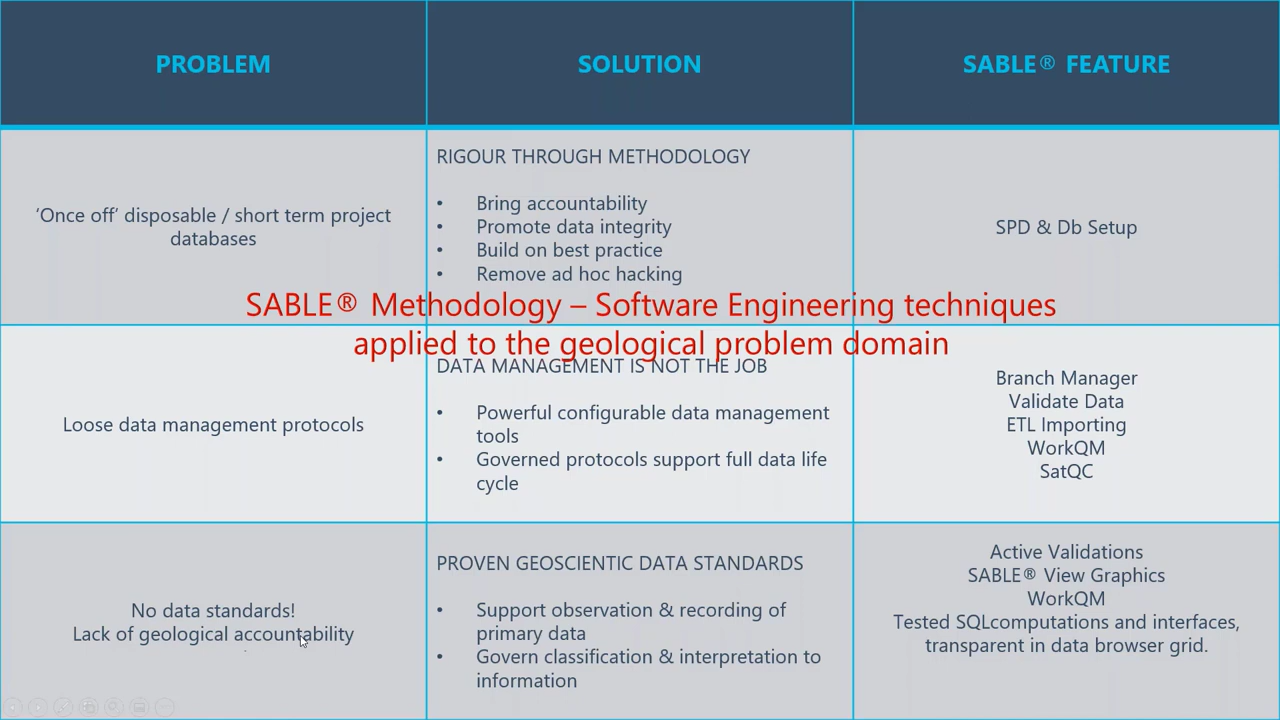 PROBLEM
SOLUTION
SABLE® FEATURE
‘Once off’ disposable / short term project
databases
RIGOUR THROUGH METHODOLOGY
• Bring accountability
• Promote data integrity
• Build on best practice
• Remove ad hoc hacking
SPD & Db Setup
SABLE® Methodology – Software Engineering techniques
applied to the geological problem domain
Loose data management protocols
DATA MANAGEMENT IS NOT THE JOB
• Powerful configurable data management
tools
• Governed protocols support full data life
cycle
Branch Manager
Validate Data
ETL Importing
WorkQM
SatQC
No data standards!
Lack of geological accountability
PROVEN GEOSCIENTIC DATA STANDARDS
• Support observation & recording of
primary data
• Govern classification & interpretation to
information
Active Validations
SABLE® View Graphics
WorkQM
Tested SQLcomputations and interfaces,
transparent in data browser grid.